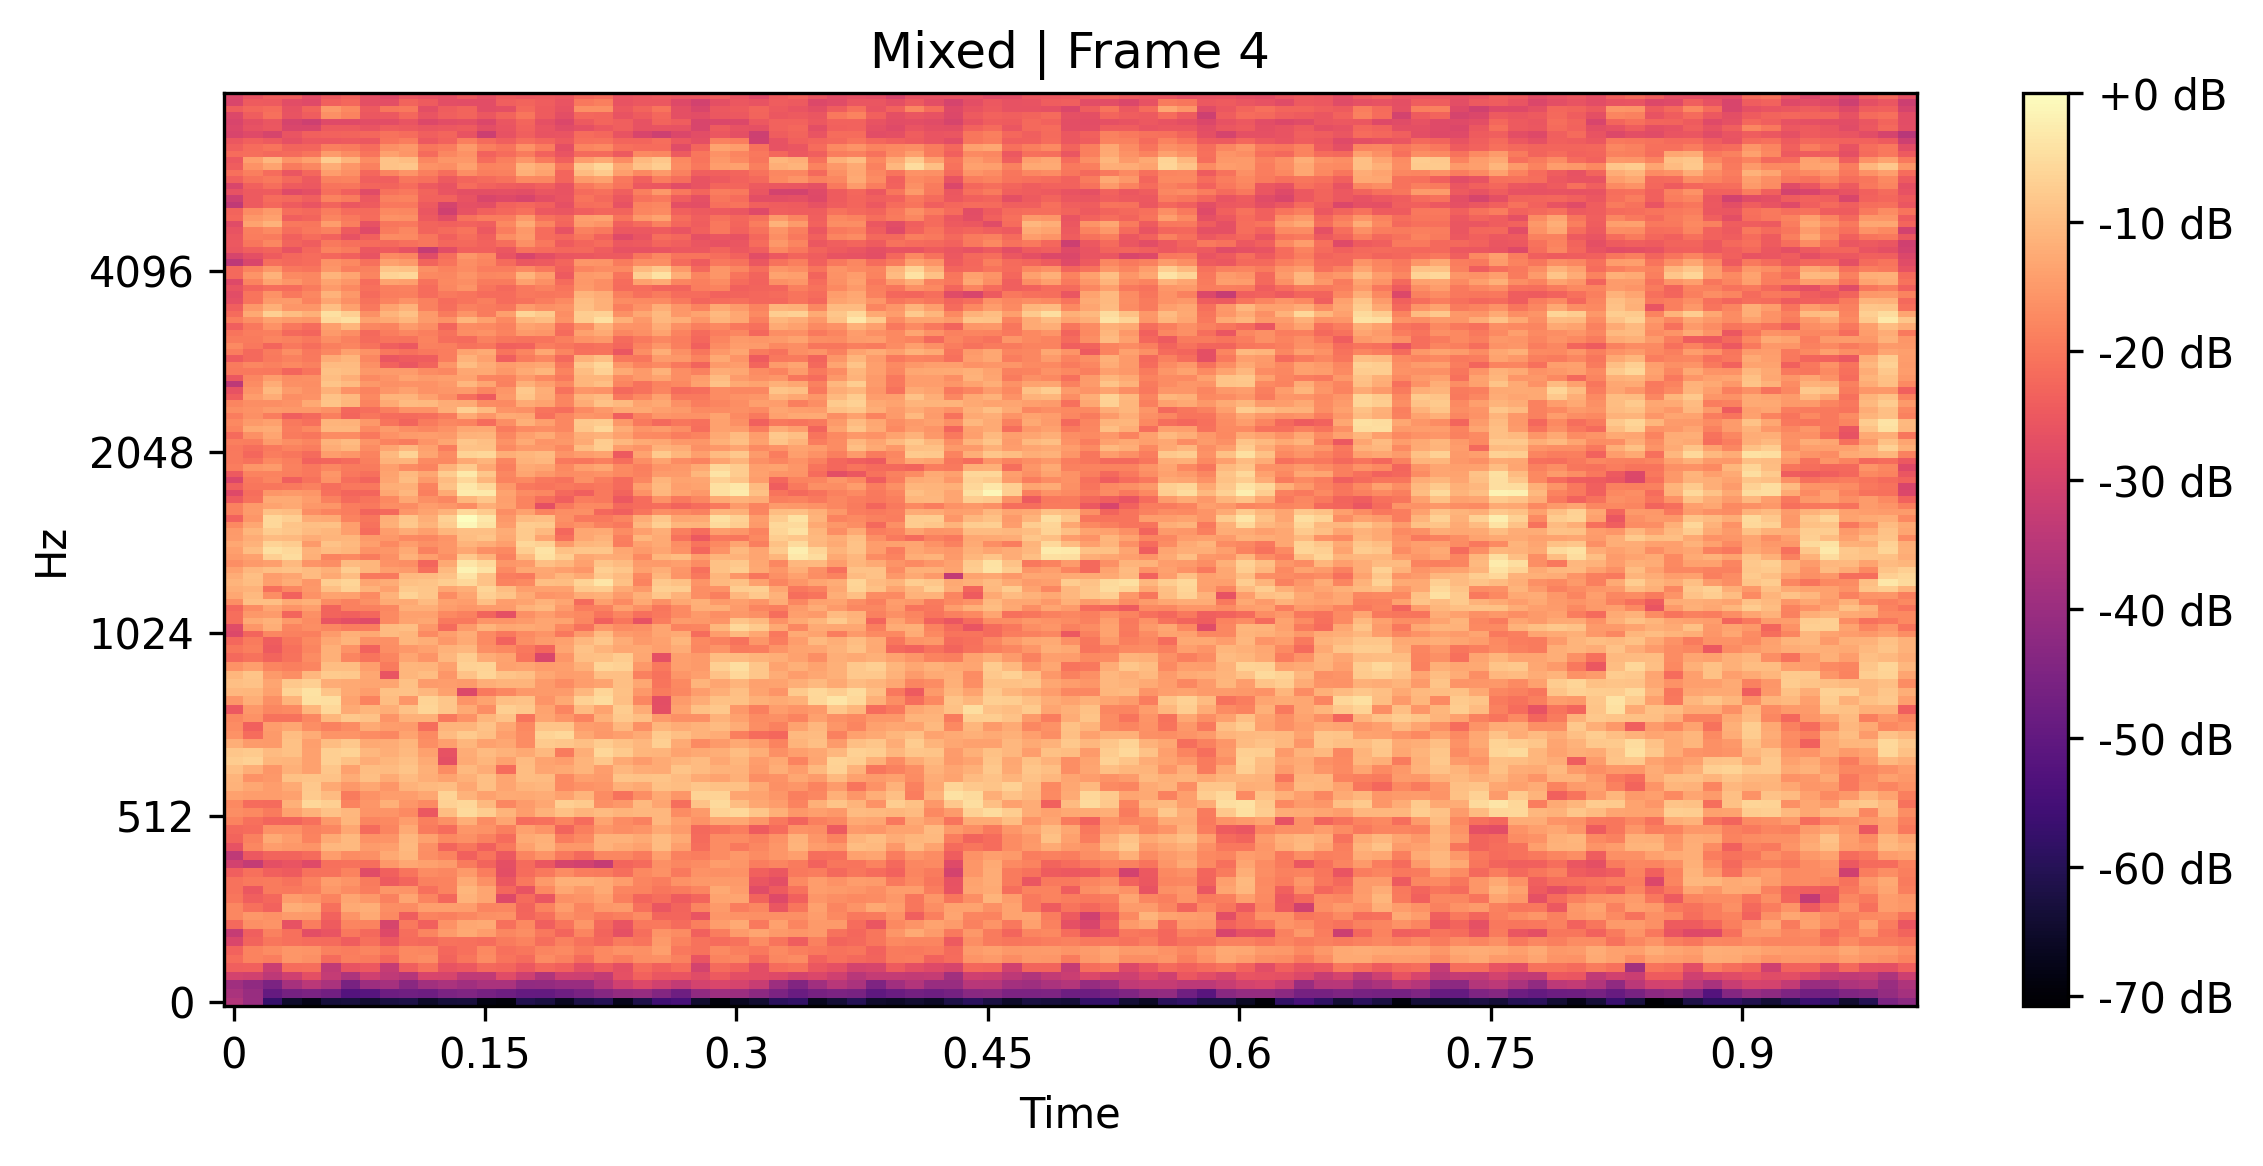 Mixed | Frame 4
Hz
4096
2048
1024
512
0
0 0.15 0.3 0.45 0.6 0.75 0.9
Time
+0 dB
-10 dB
-20 dB
-30 dB
-40 dB
-50 dB
-60 dB
-70 dB